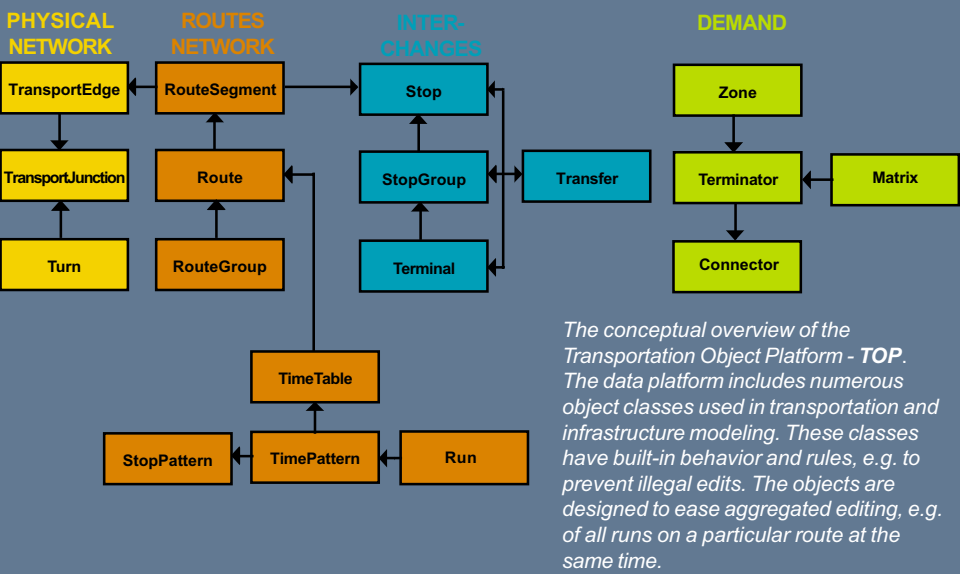 PHYSICAL
NETWORK
ROUTES
NETWORK
INTER-
CHANGES
DEMAND
TransportEdge
RouteSegment
Stop
Zone
TransportJunction
Route
StopGroup
Transfer
Terminator
Matrix
Turn
RouteGroup
Terminal
Connector
TimeTable
StopPattern
TimePattern
Run
The conceptual overview of the
Transportation Object Platform - TOP.
The data platform includes numerous
object classes used in transportation and
infrastructure modeling. These classes
have built-in behavior and rules, e.g. to
prevent illegal edits. The objects are
designed to ease aggregated editing, e.g.
of all runs on a particular route at the
same time.